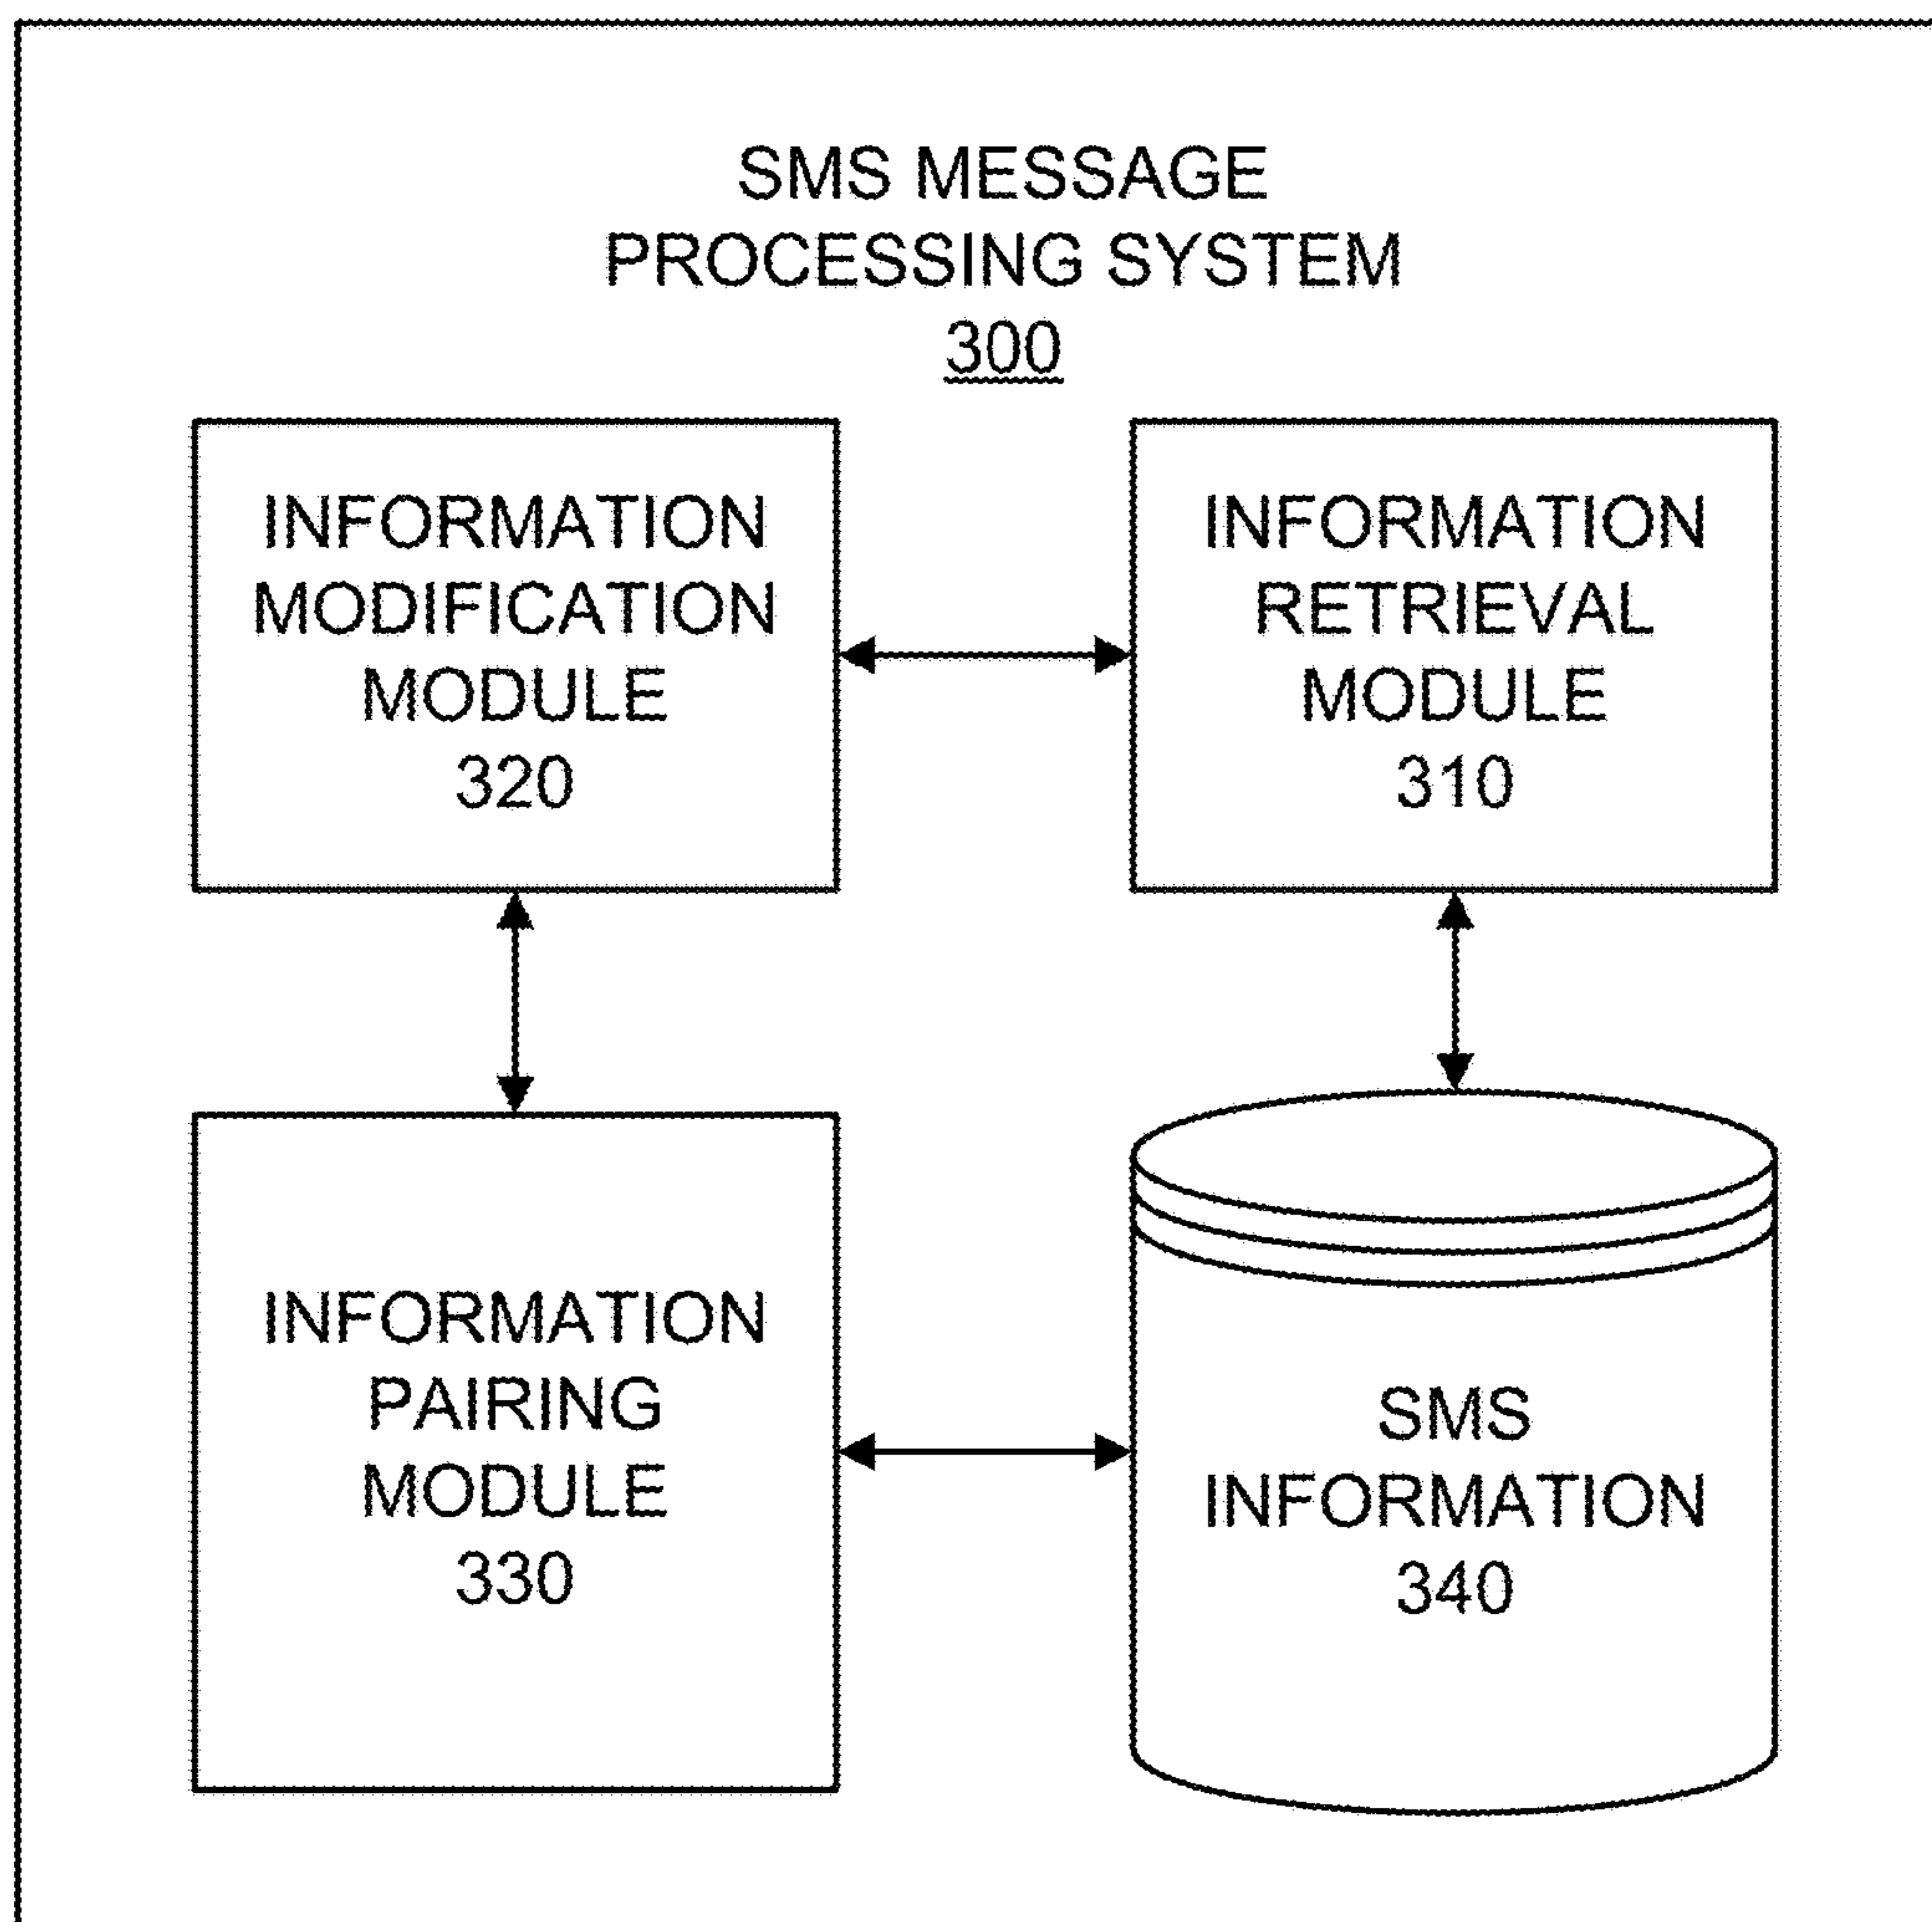 SMS MESSAGE
PROCESSING SYSTEM
300
INFORMATION
MODIFICATION
MODULE
320
INFORMATION
RETRIEVAL
MODULE
310
INFORMATION
PAIRING
MODULE
330
SMS
INFORMATION
340